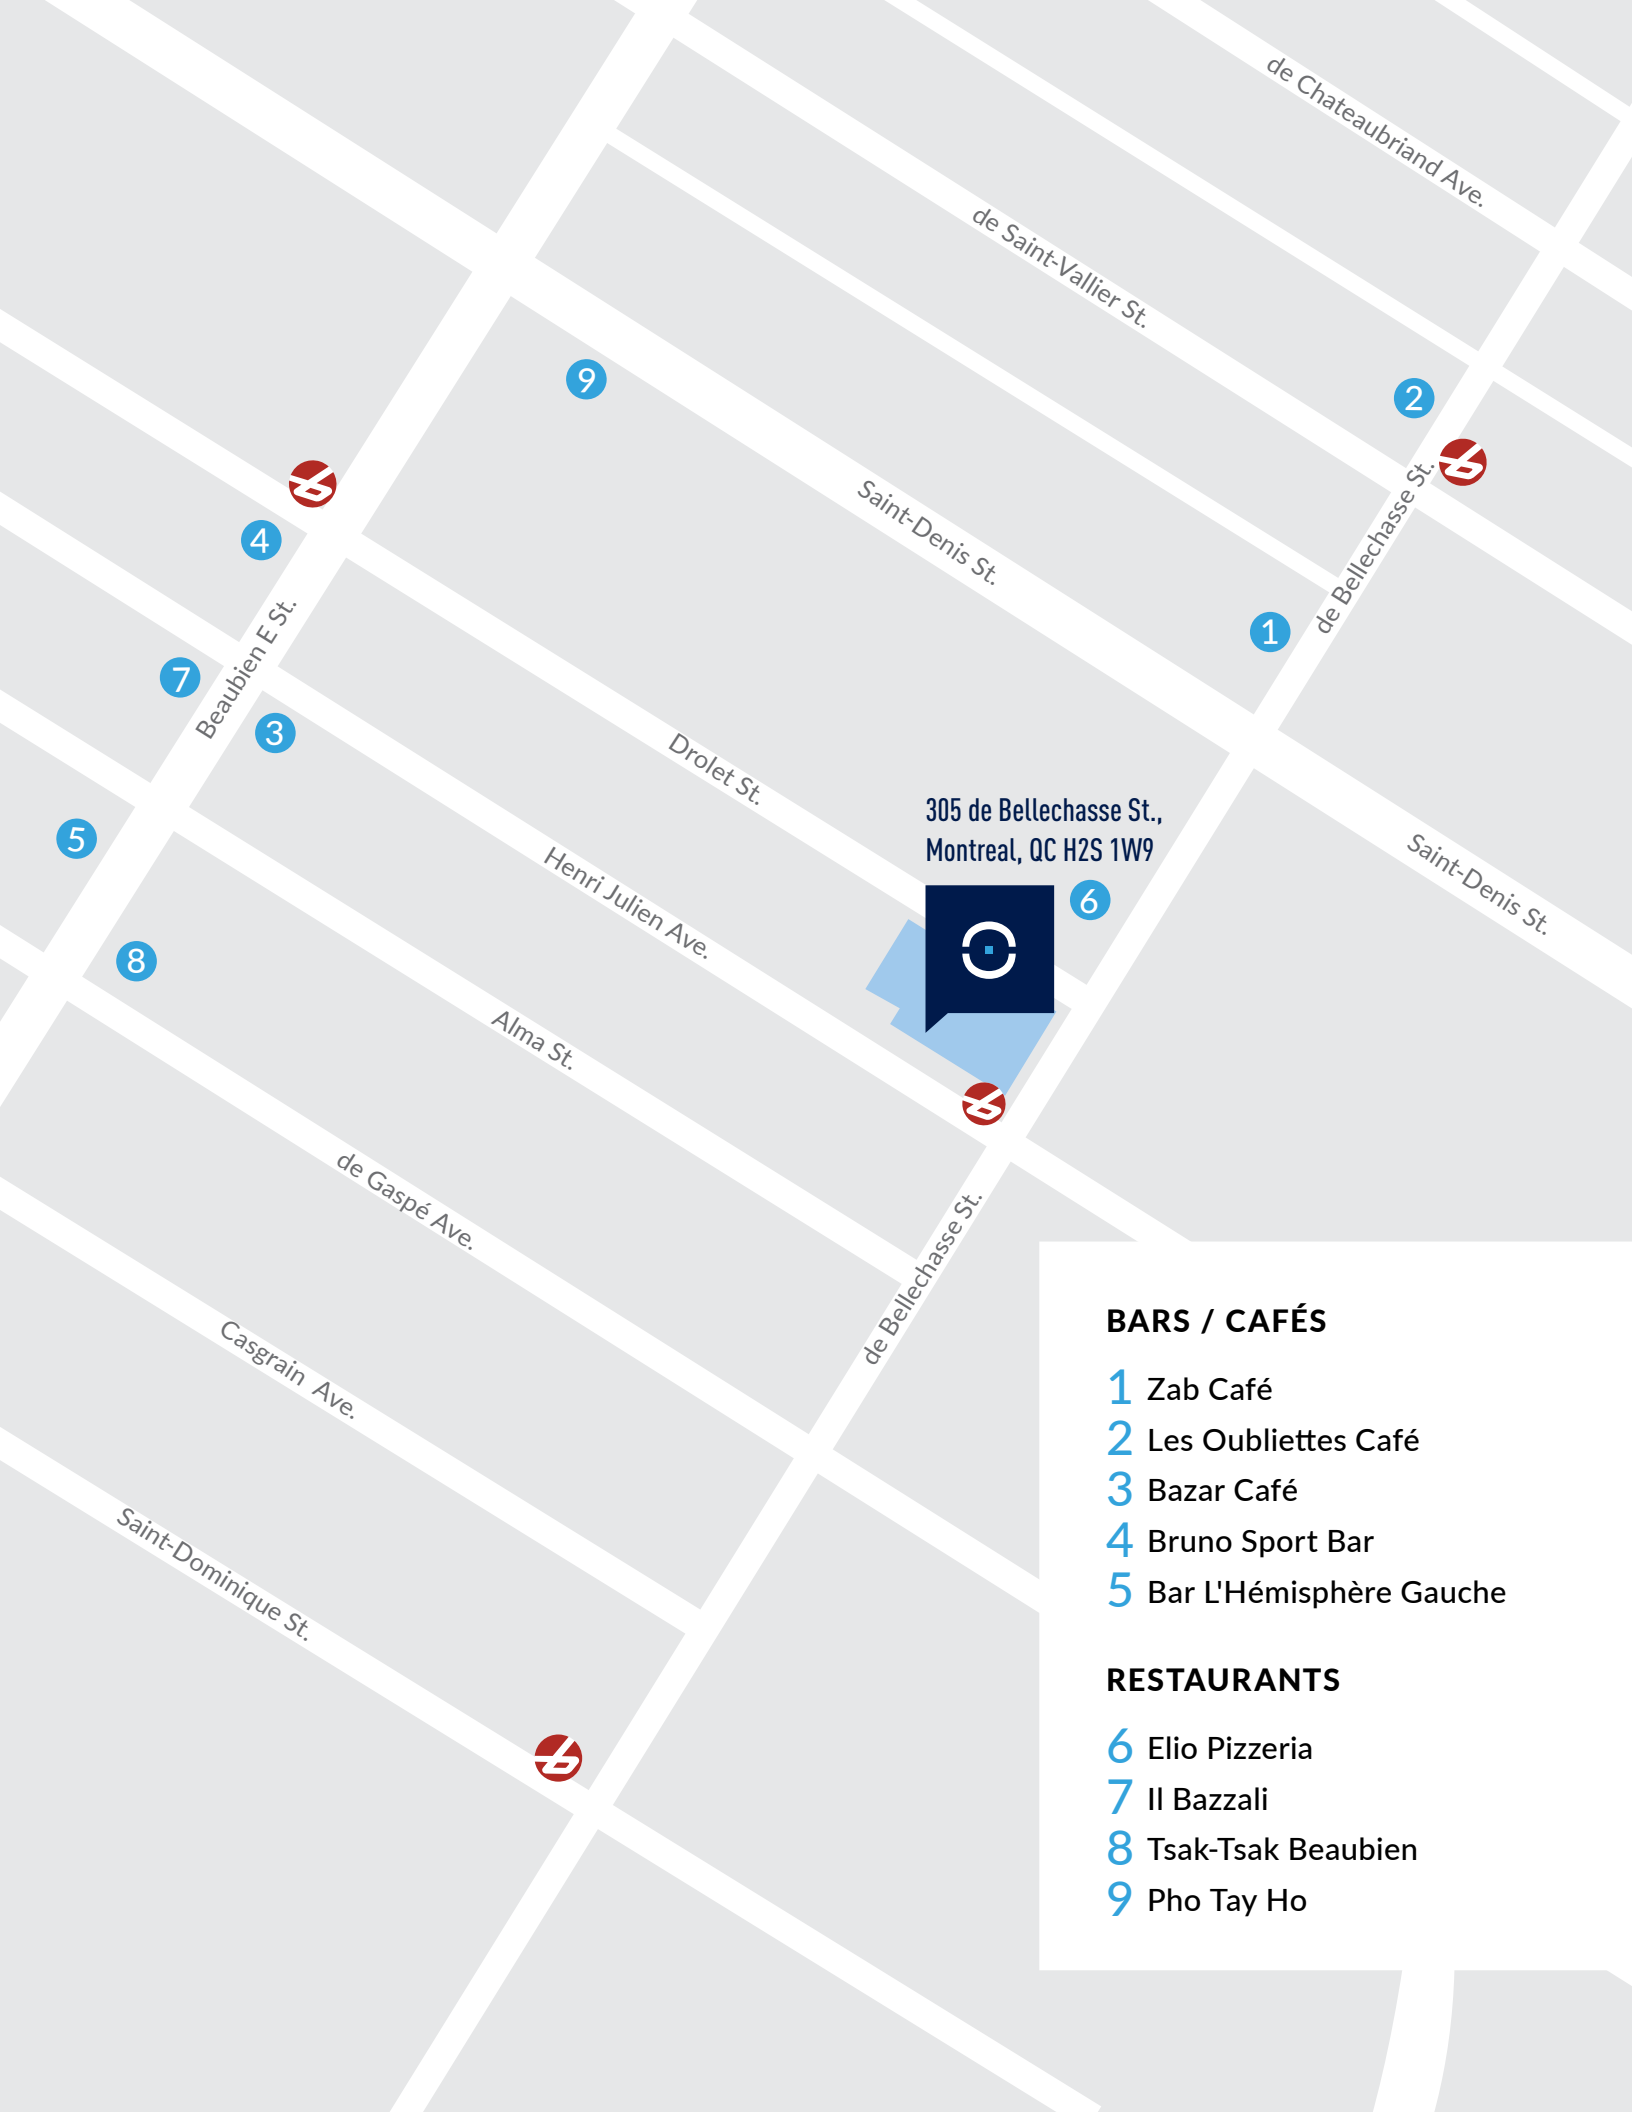 de Chateaubriand Ave.
de Saint-Vallier St.
9
2
Saint-Denis St.
de Bellechasse St.
4
Beaubien E St.
1
7
3
Drolet St.
305 de Bellechasse St.,
Montreal, QC H2S 1W9
5
Henri Julien Ave.
6
Saint-Denis St.
8
Alma St.
de Gaspé Ave.
de Bellechasse St.
Casgrain Ave.
Saint-Dominique St.
BARS / CAFÉS
1 Zab Café
2 Les Oubliettes Café
3 Bazar Café
4 Bruno Sport Bar
5 Bar L'Hémisphère Gauche
RESTAURANTS
6 Elio Pizzeria
7 Il Bazzali
8 Tsak-Tsak Beaubien
9 Pho Tay Ho